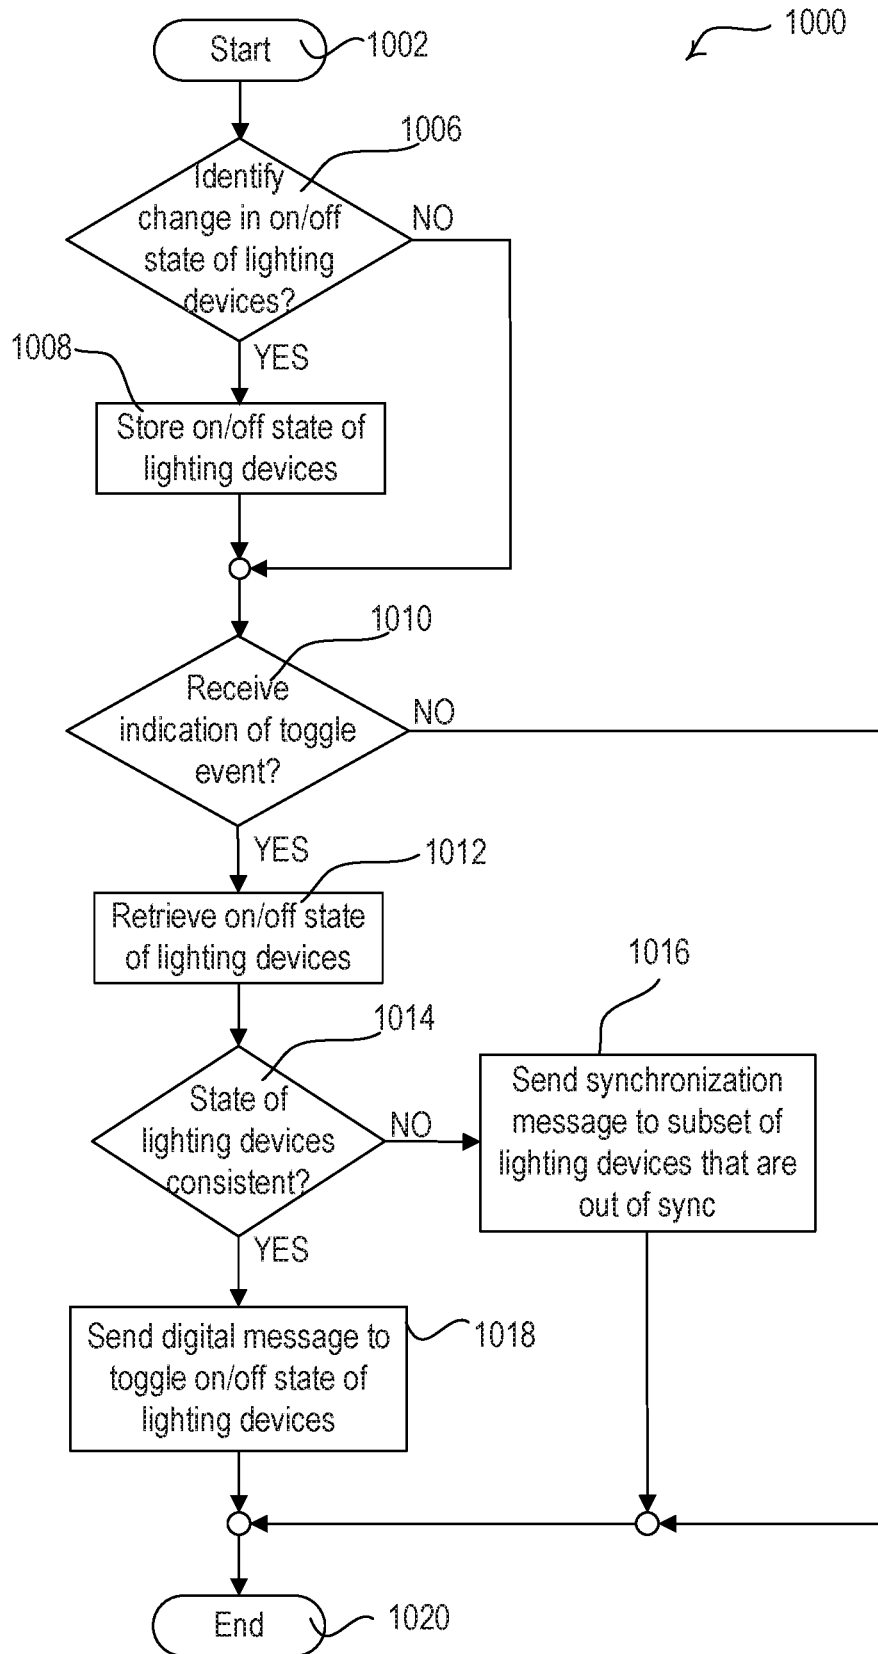 1000
Start
1002
1006
Identify
change in on/off
state of lighting
devices?
NO
YES
1008
Store on/off state of
lighting devices
1010
Receive
indication of toggle
event?
NO
YES
1012
Retrieve on/off state
of lighting devices
1014
State of
lighting devices
consistent?
NO
1016
Send synchronization
message to subset of
lighting devices that are
out of sync
YES
Send digital message to
toggle on/off state of
lighting devices
1018
End
1020